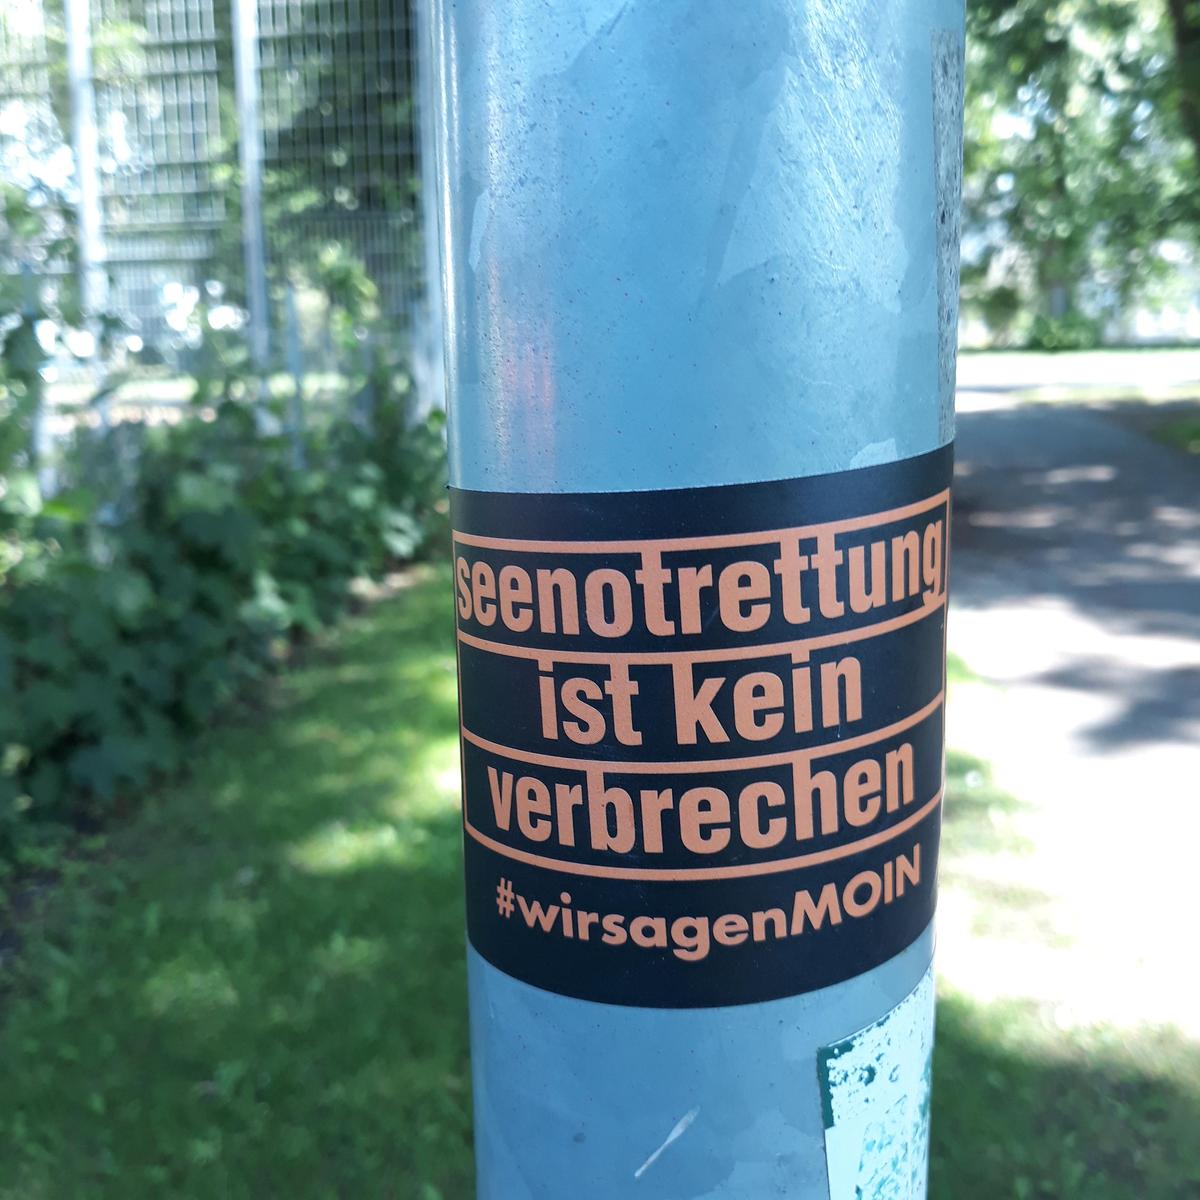 seenotrettung
ist kein
verbrechen
#wirsagenMOIN